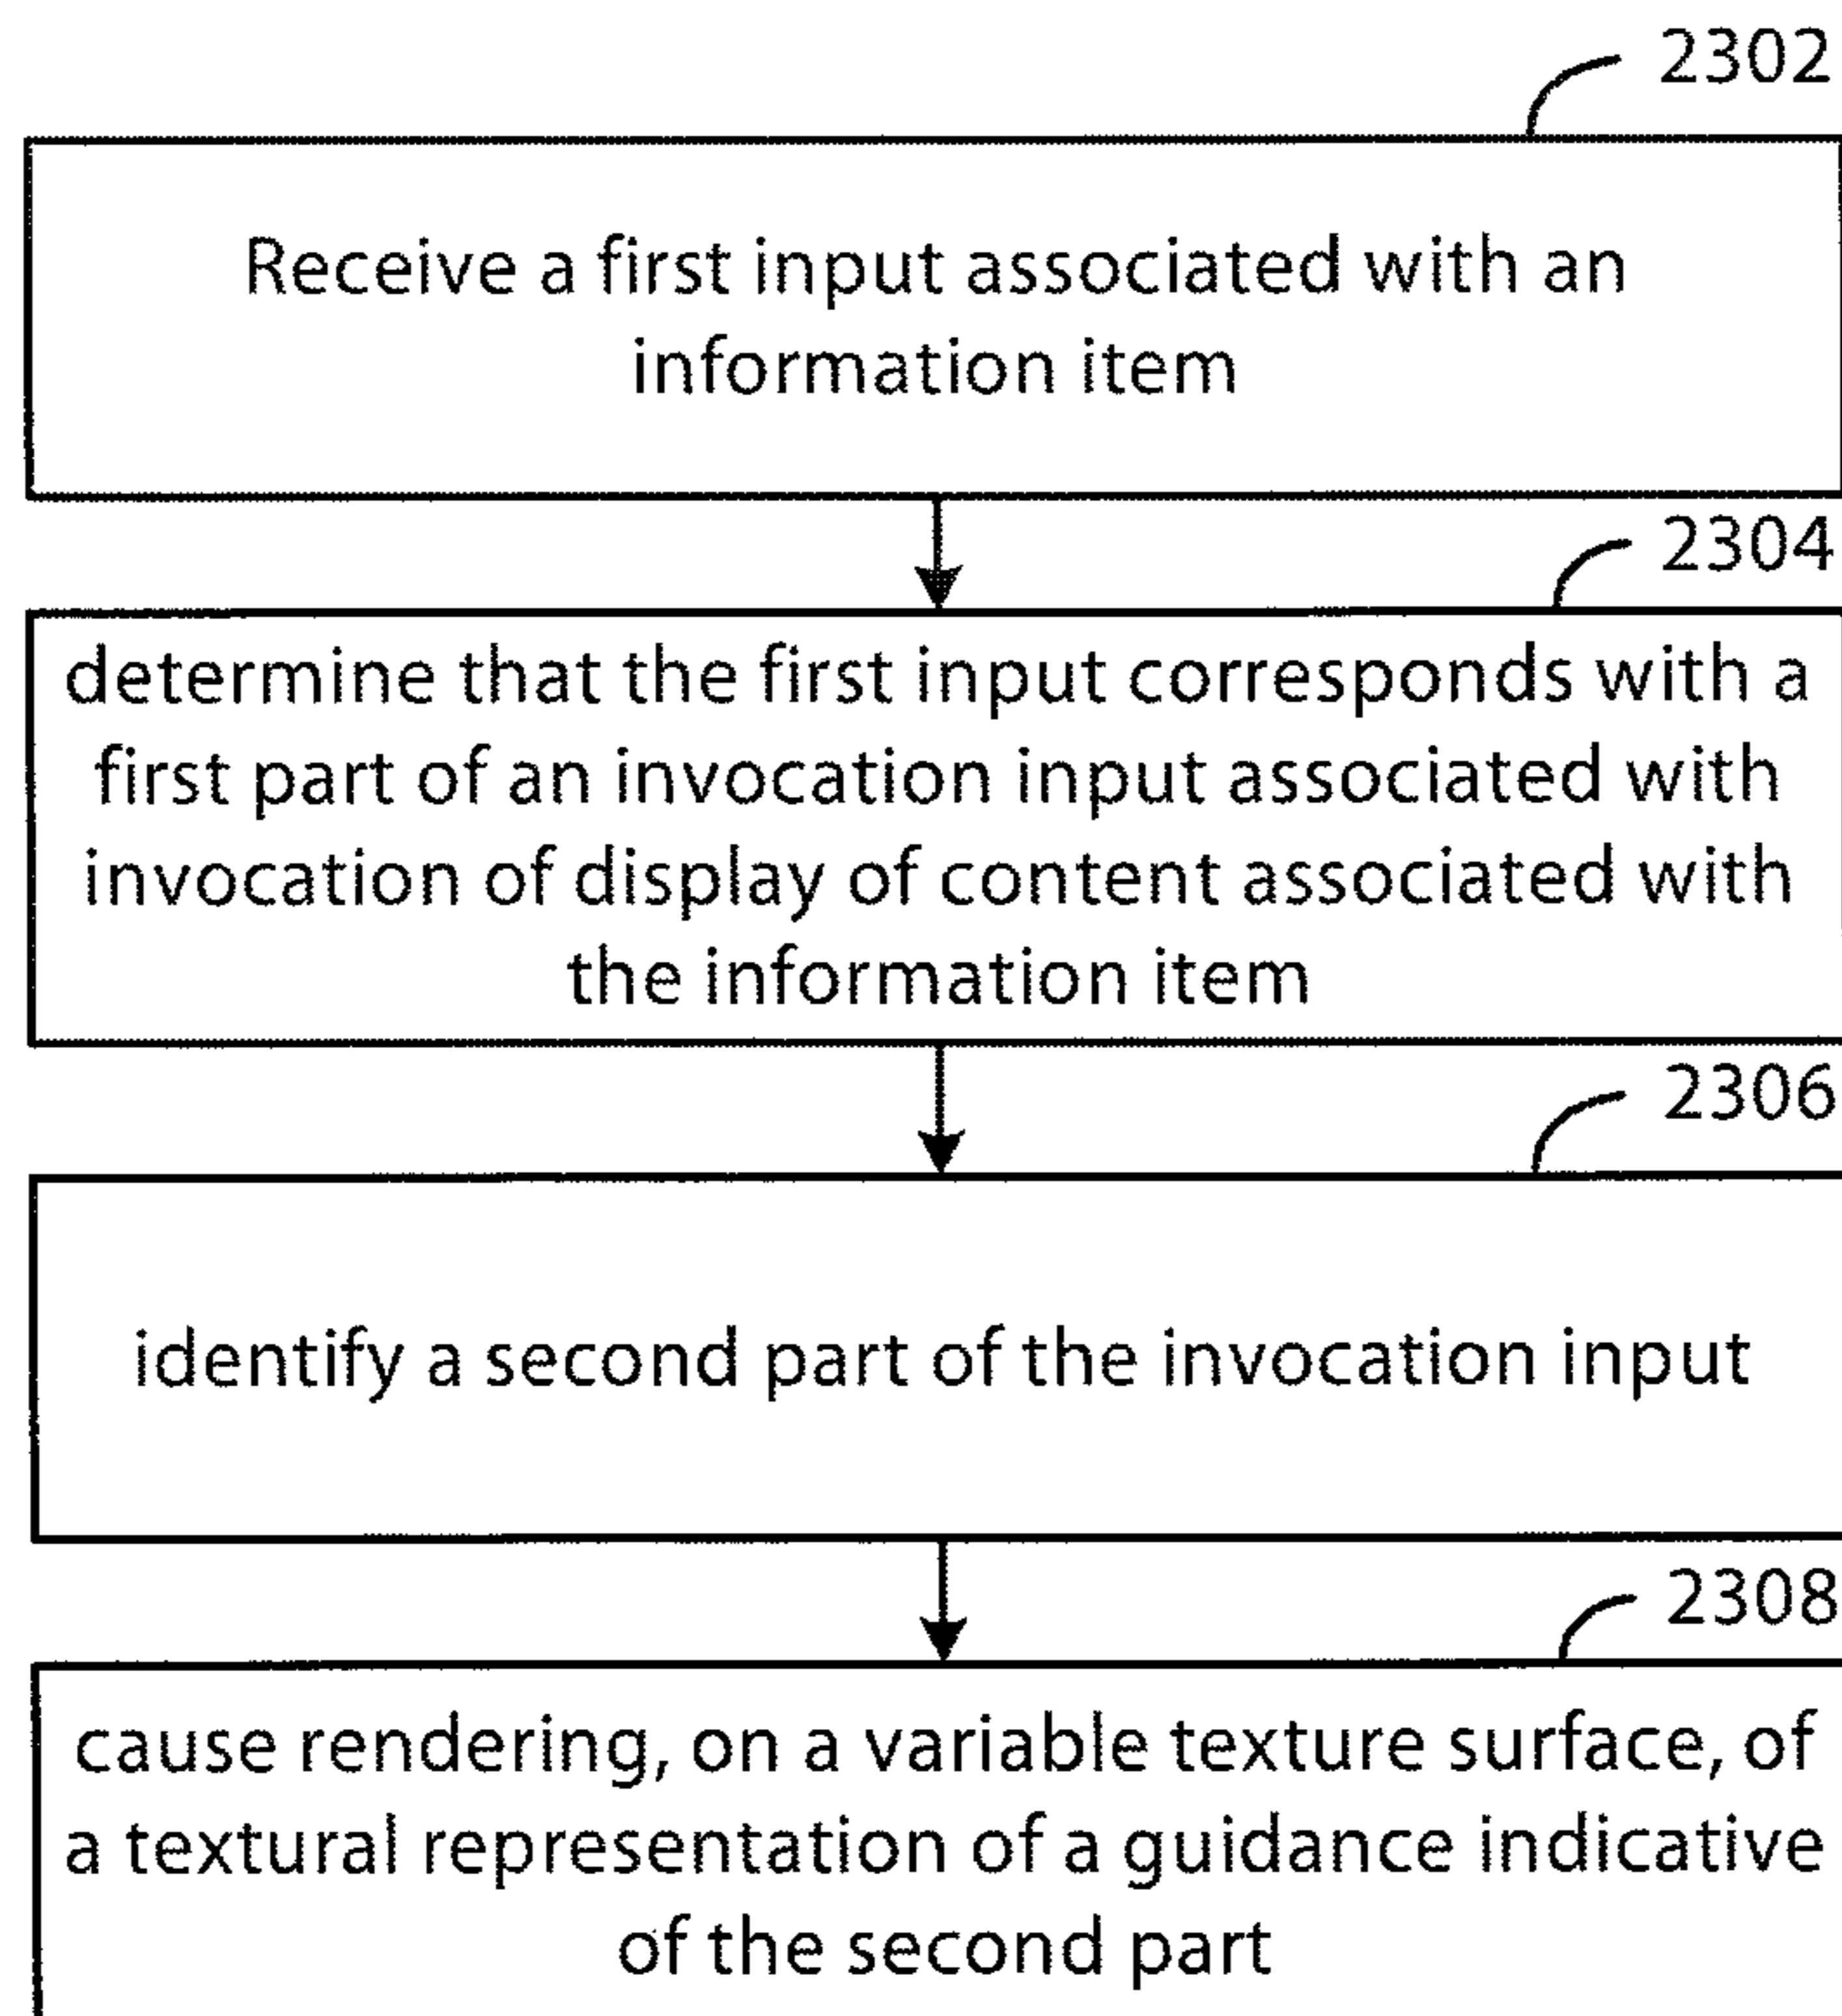 2302
Receive a first input associated with an
information item
2304
determine that the first input corresponds with a
first part of an invocation input associated with
invocation of display of content associated with
the information item
2306
identify a second part of the invocation input
2308
cause rendering, on a variable texture surface, of
a textural representation of a guidance indicative
of the second part